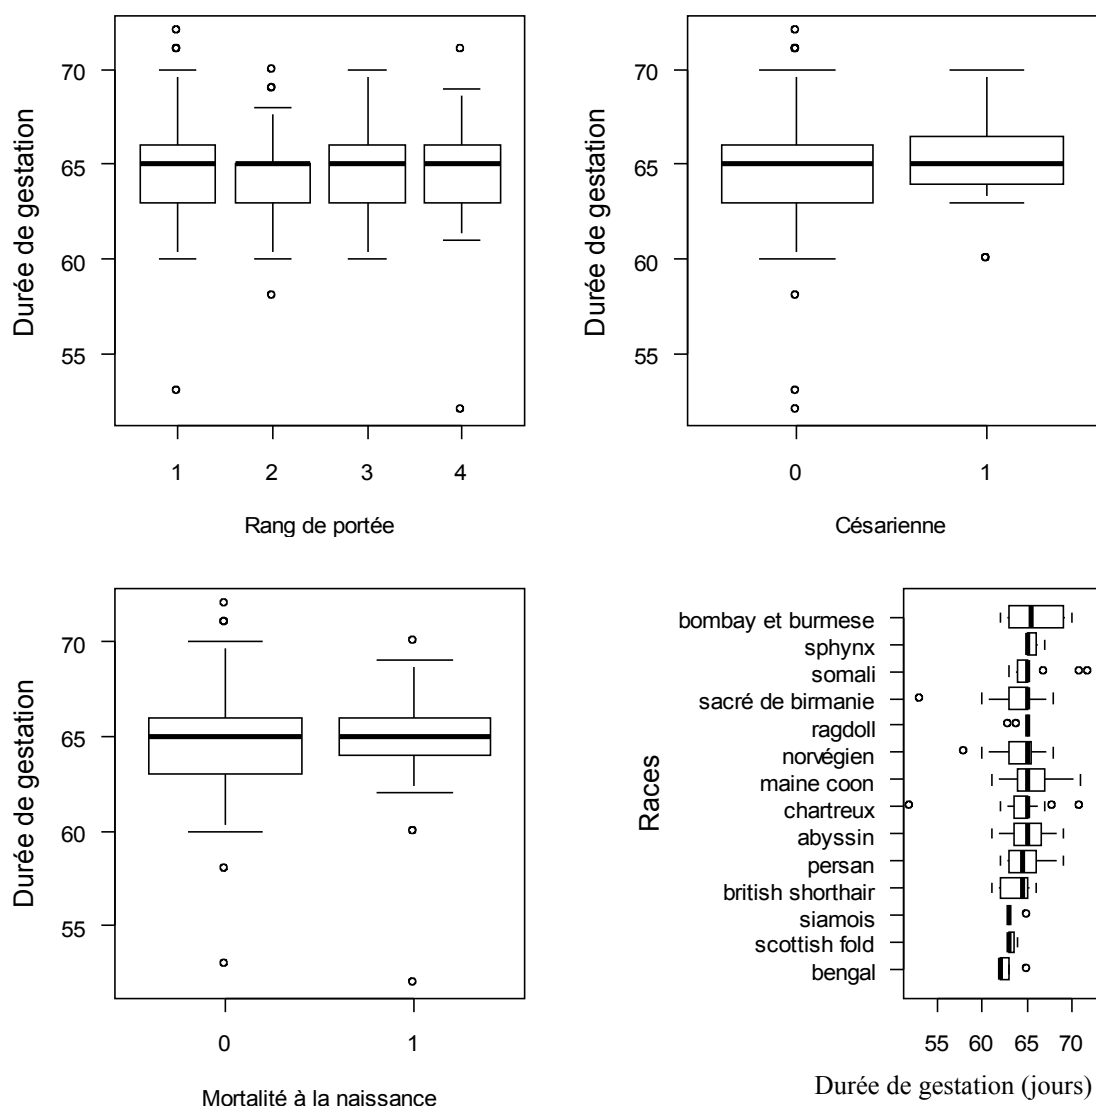 Durée de gestation
70
65
60
55
1 2 3 4
Rang de portée
Durée de gestation
70
65
60
55
0 1
Césarienne
Durée de gestation
70
65
60
55
0 1
Mortalité à la naissance
Races
bombay et burmese
sphynx
somali
sacré de birmanie
ragdoll
norvégien
maine coon
chartreux
abyssin
persan
british shorthair
siamois
scottish fold
bengal
55 60 65 70
Durée de gestation (jours)